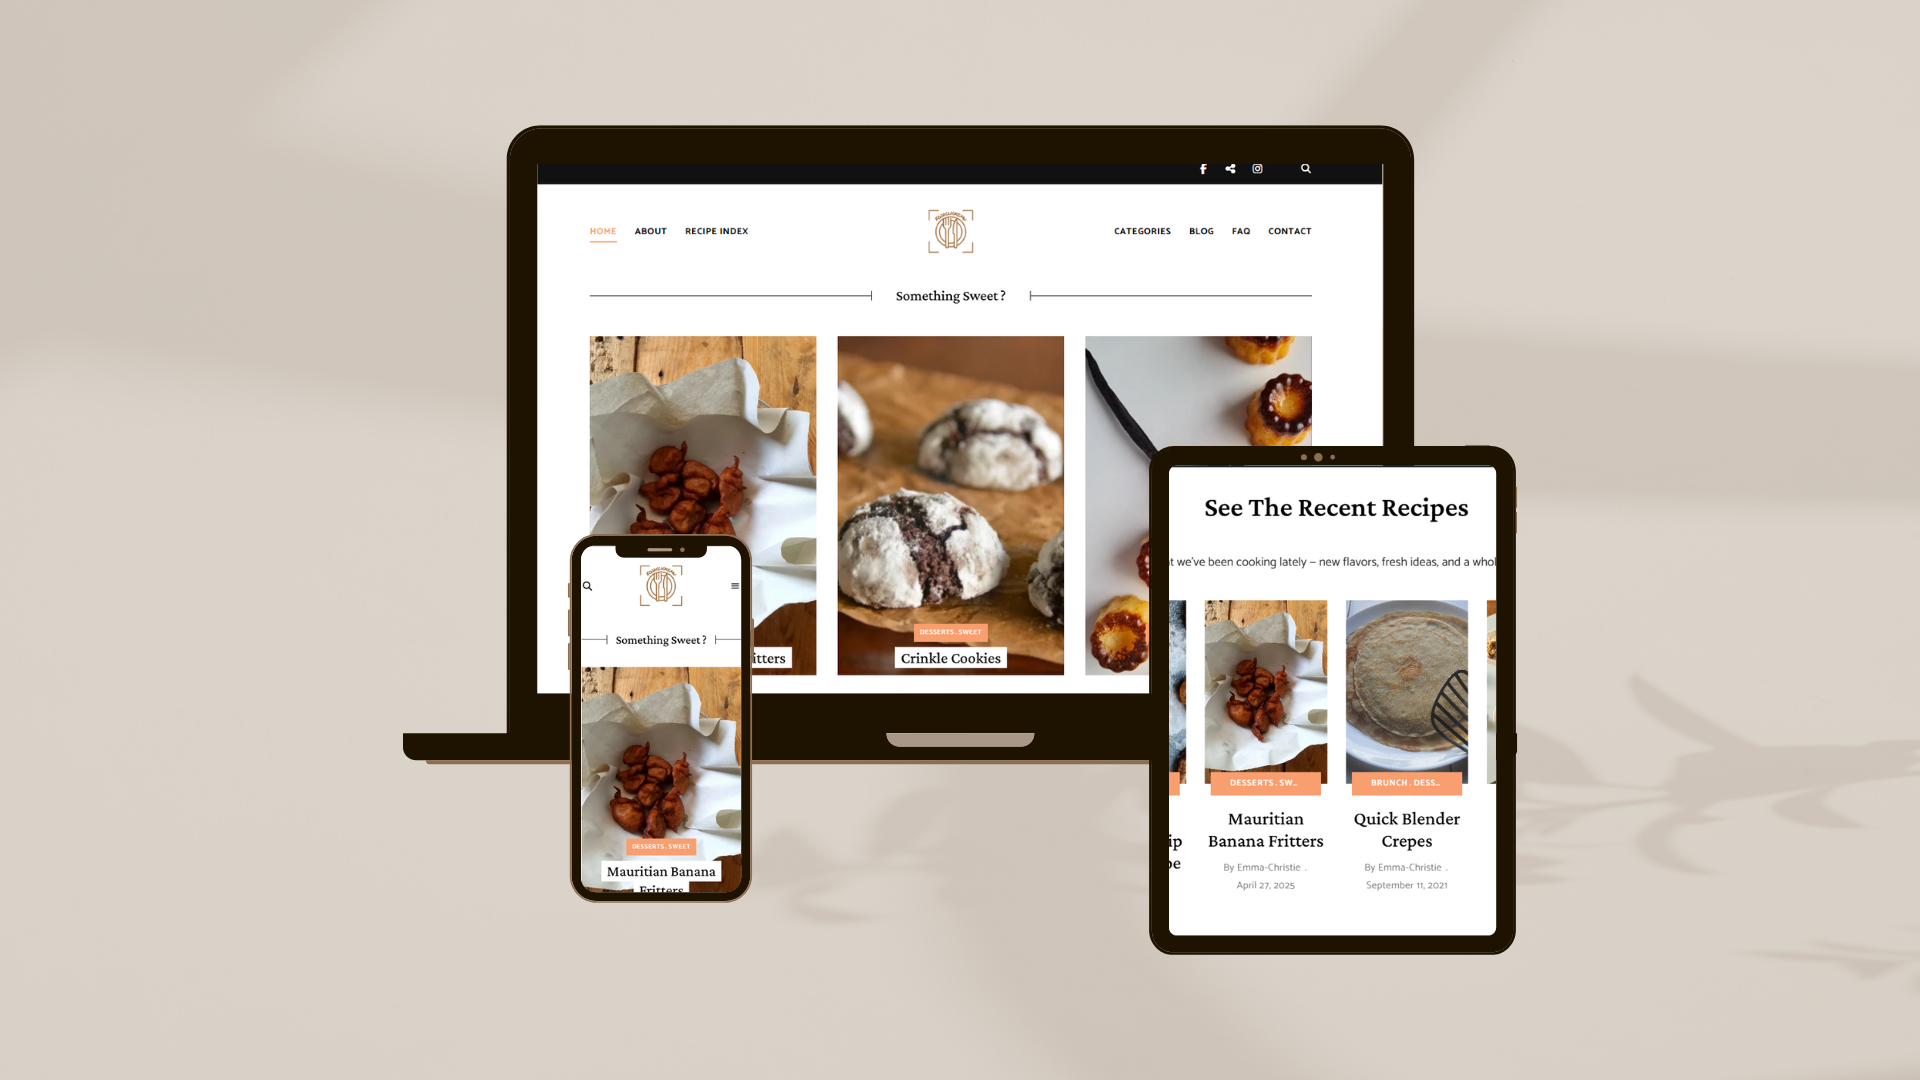 HOME ABOUT RECIPE INDEX
CATEGORIES BLOG FAQ CONTACT
Something Sweet?
itters
DESSERTS . SWEET
Crinkle Cookies
Something Sweet?
DESSERTS . SWEET
Mauritian Banana
Fritters
See The Recent Recipes
t we've been cooking lately – new flavors, fresh ideas, and a whol
DESSERTS . SW...
Mauritian
Banana Fritters
By Emma-Christie .
April 27, 2025
BRUNCH . DESS...
Quick Blender
Crepes
By Emma-Christie .
September 11, 2021
ip